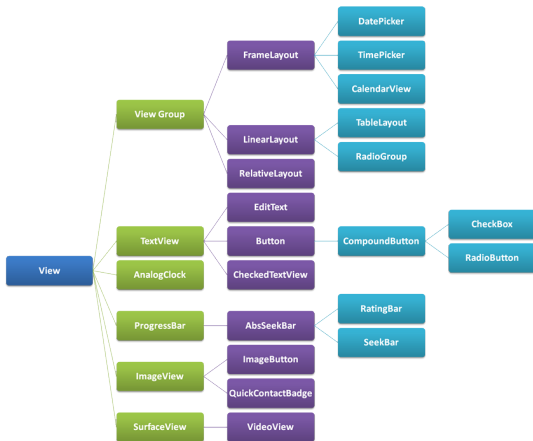 DatePicker
FrameLayout
TimePicker
CalendarView
View Group
TableLayout
LinearLayout
RadioGroup
RelativeLayout
EditText
CheckBox
TextView
Button
CompoundButton
RadioButton
View
AnalogClock
CheckedTextView
RatingBar
ProgressBar
AbsSeekBar
SeekBar
ImageButton
ImageView
QuickContactBadge
SurfaceView
VideoView